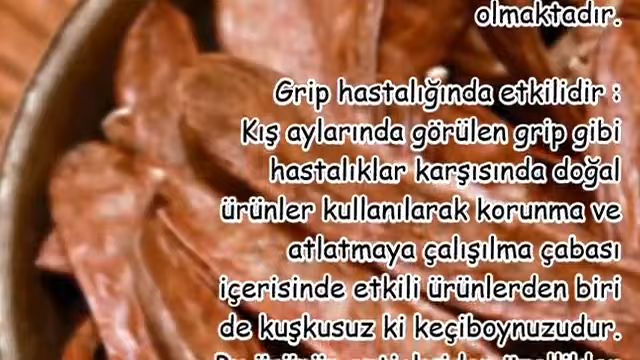 olmaktadır.
Grip hastalığında etkilidir :
Kış aylarında görülen grip gibi
hastalıklar karşısında doğal
ürünler kullanılarak korunma ve
atlatmaya çalışılma çabası
içerisinde etkili ürünlerden biri
de kuşkusuz ki keçiboynuzudur.